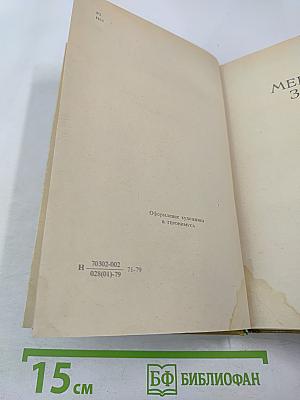 Оформление художника
Н 70302-002
028(01)-79 71-79
МЕ
З
15 см
БФ БИБЛИОФАН